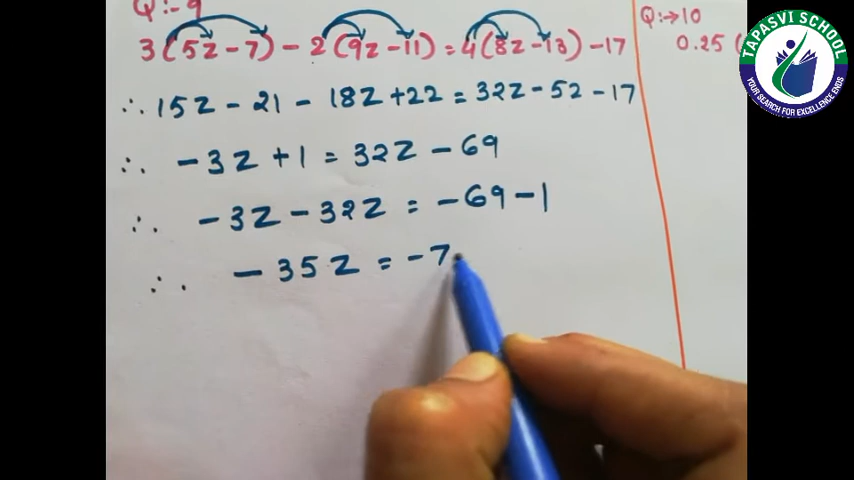 Q:-9
3(5z-7)-2(9z-11)=4(8z-13)-17
∴ 15z-21-18z+22=32z-52-17
∴ -3z+1=32z-69
∴ -3z-32z=-69-1
∴ -35z=-7
Q:→10
0.25(
TAPASVI SCHOOL
YOUR SEARCH FOR EXCELLENCE ENDS